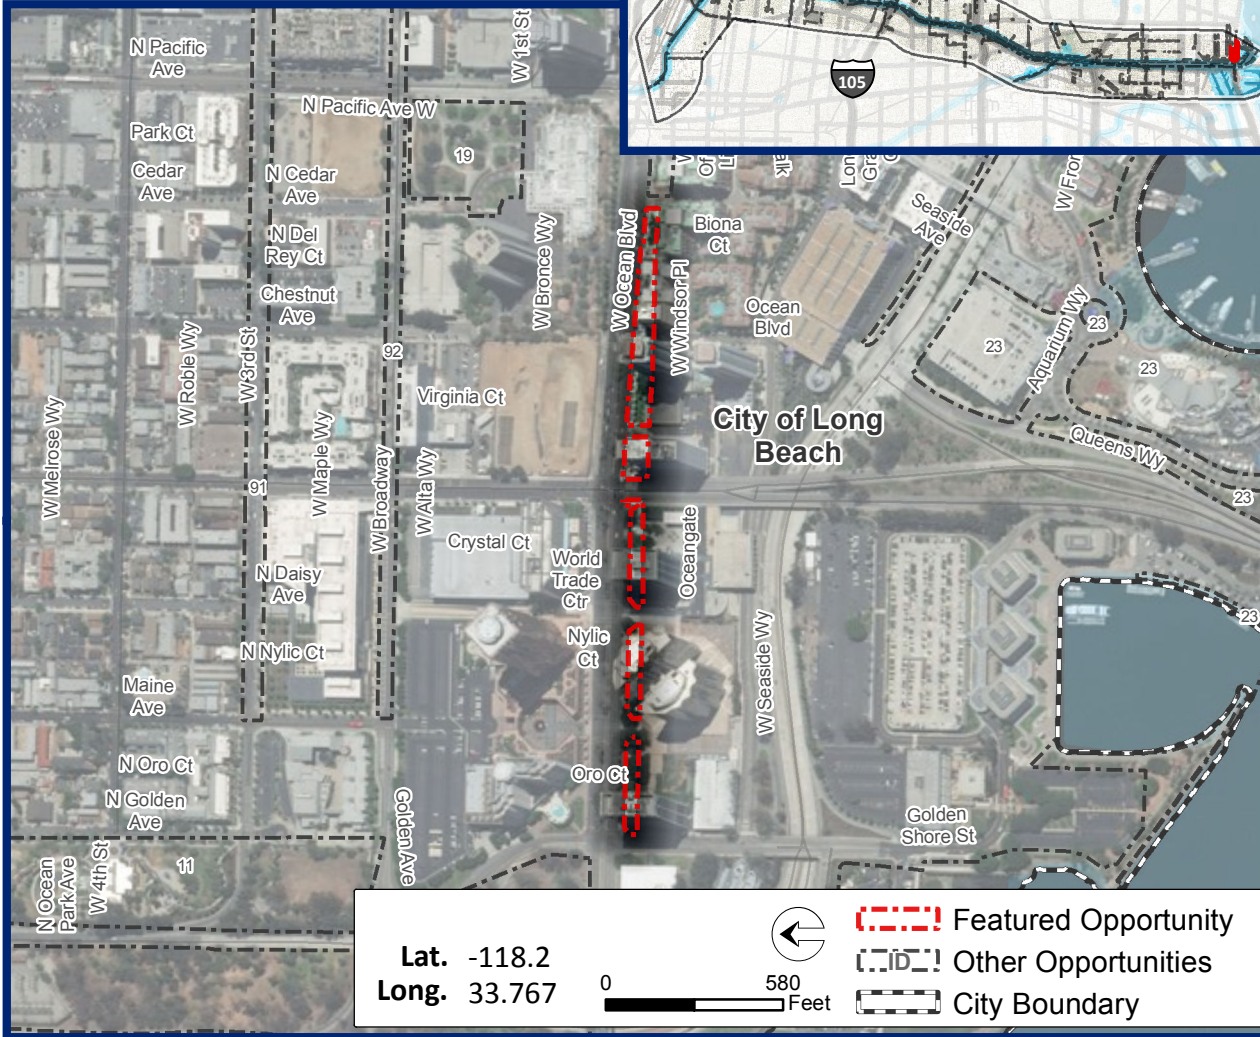 105
N Pacific
Ave
W 1st St
N Pacific Ave W
Park Ct
19
Cedar
Ave
N Cedar
Ave
Seaside
Ave
N Del
Rey Ct
W Bronce Wy
W Ocean Blvd
Biona
Ct
W Windsor Pl
Chestnut
Ave
Ocean
Blvd
Aquarium Wy
23
23
23
W Roble Wy
W 3rd St
92
Virginia Ct
City of Long
Beach
W Melrose Wy
W Maple Wy
W Broadway
W Alta Wy
Queens Wy
91
23
Crystal Ct
World
Trade
Ctr
Oceangate
N Daisy
Ave
Nylic
Ct
W Seaside Wy
23
N Nylic Ct
Maine
Ave
N Oro Ct
Oro Ct
N Golden
Ave
Golden Ave
Golden
Shore St
N Ocean
Park Ave
W 4th St
11
Lat. -118.2
Long. 33.767
0 580
Feet
Featured Opportunity
ID Other Opportunities
City Boundary